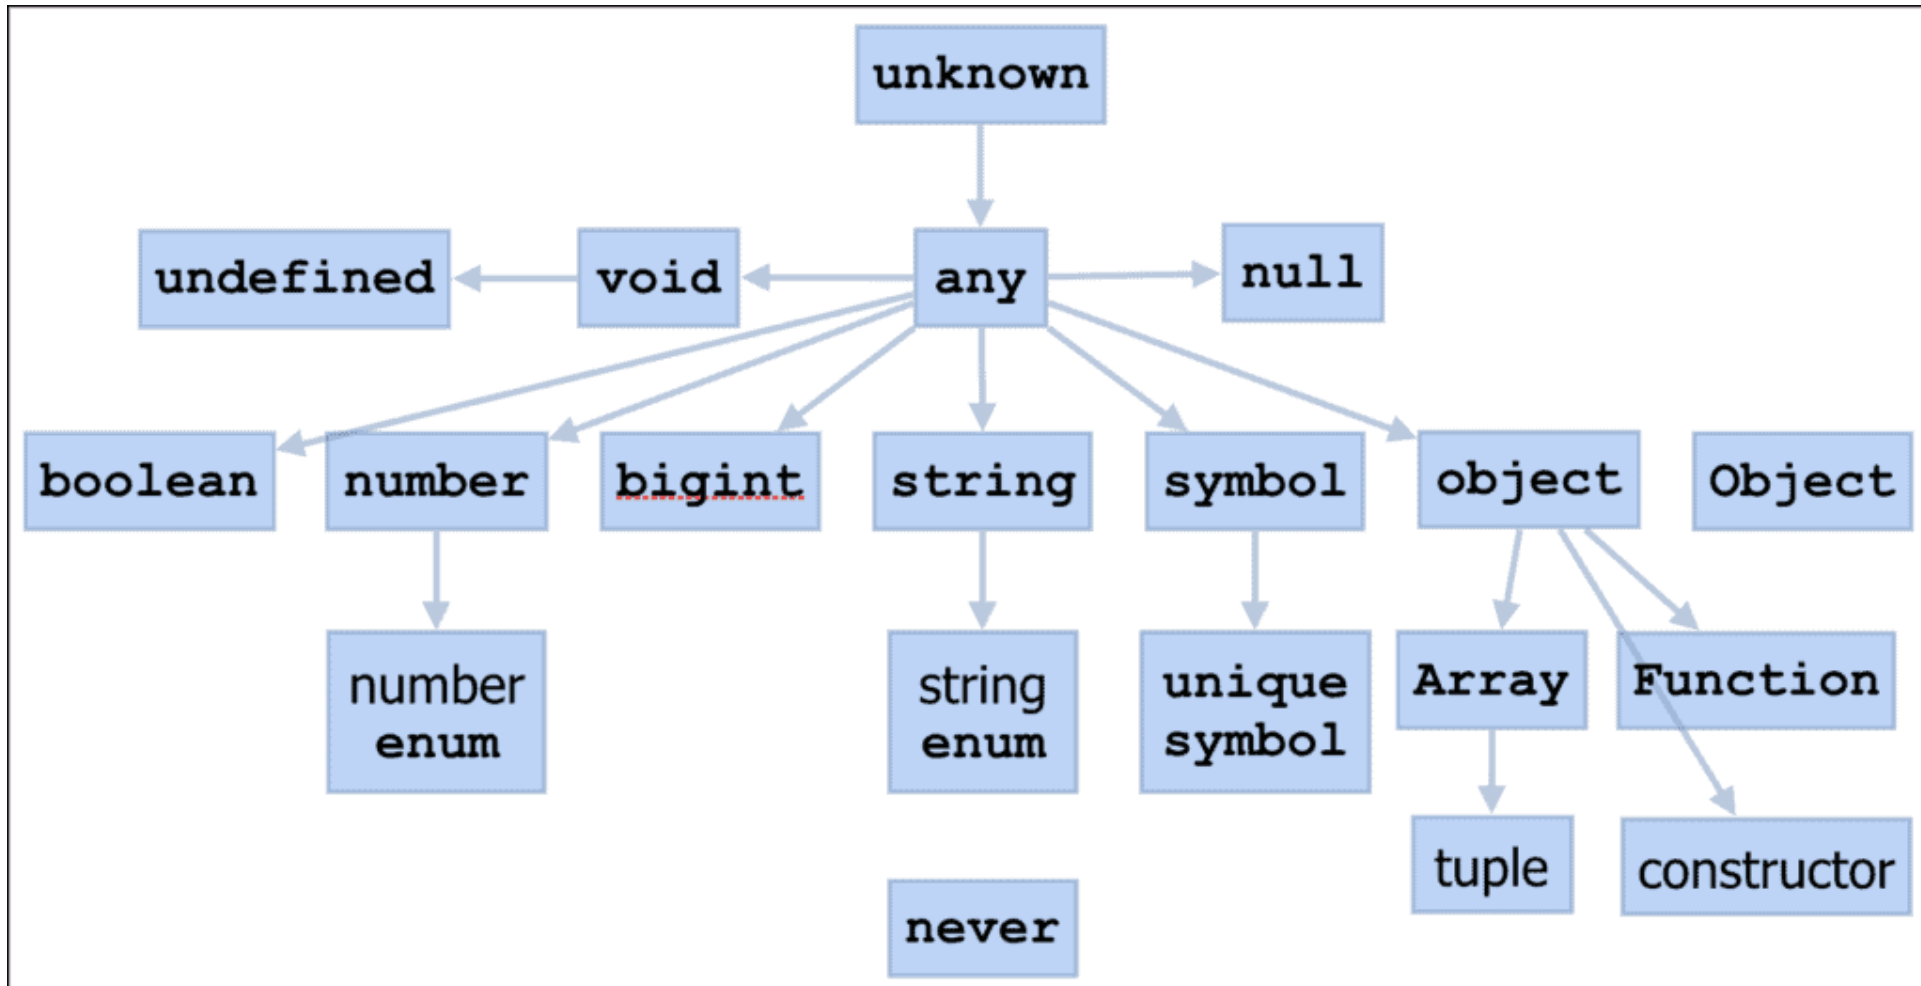 unknown
undefined
void
any
null
boolean
number
bigint
string
symbol
object
Object
number
enum
string
enum
unique
symbol
Array
Function
tuple
constructor
never